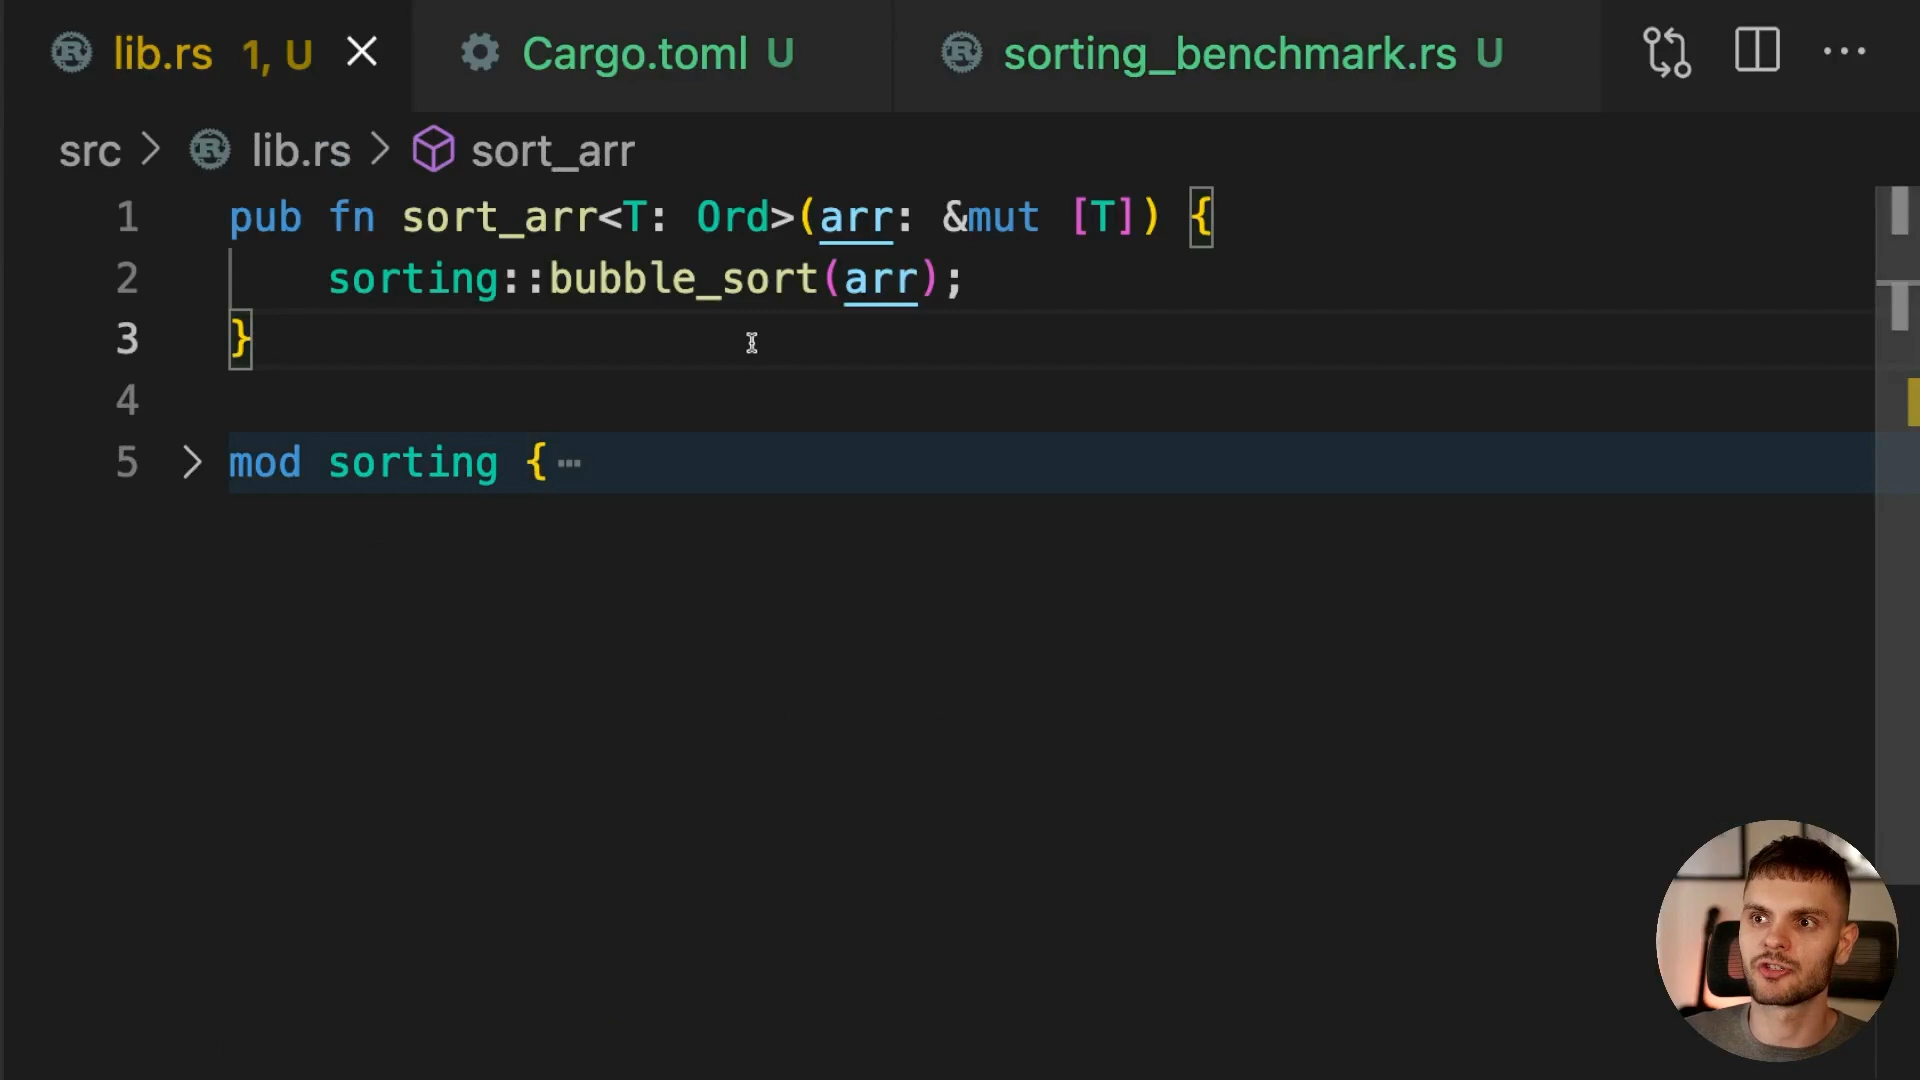 lib.rs 1, U Cargo.toml U sorting_benchmark.rs U
src > lib.rs > sort_arr
1 pub fn sort_arr<T: Ord>(arr: &mut [T]) {
2 sorting::bubble_sort(arr);
3 }
4
5 mod sorting {